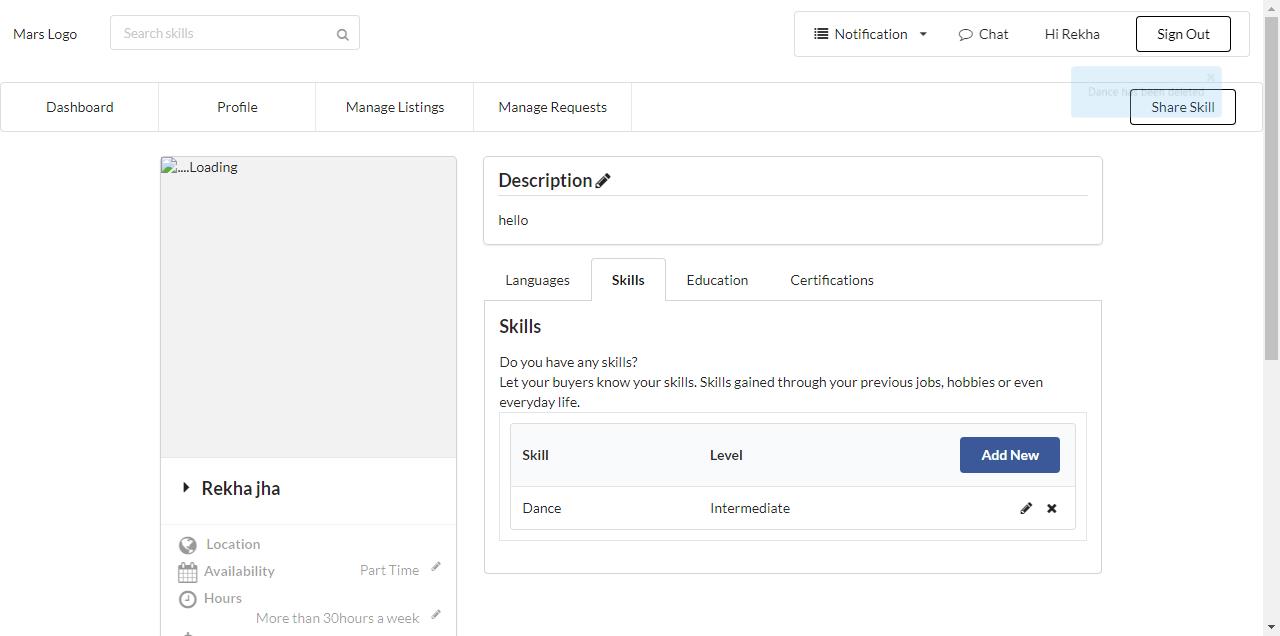 Mars Logo
Search skills
Notification
Chat
Hi Rekha
Sign Out
Dance has been deleted
Dashboard
Profile
Manage Listings
Manage Requests
Share Skill
....Loading
Description
hello
Languages
Skills
Education
Certifications
Skills
Do you have any skills?
Let your buyers know your skills. Skills gained through your previous jobs, hobbies or even
everyday life.
Skill Level Add New
Dance Intermediate
Rekha jha
Location
Availability Part Time
Hours
More than 30hours a week